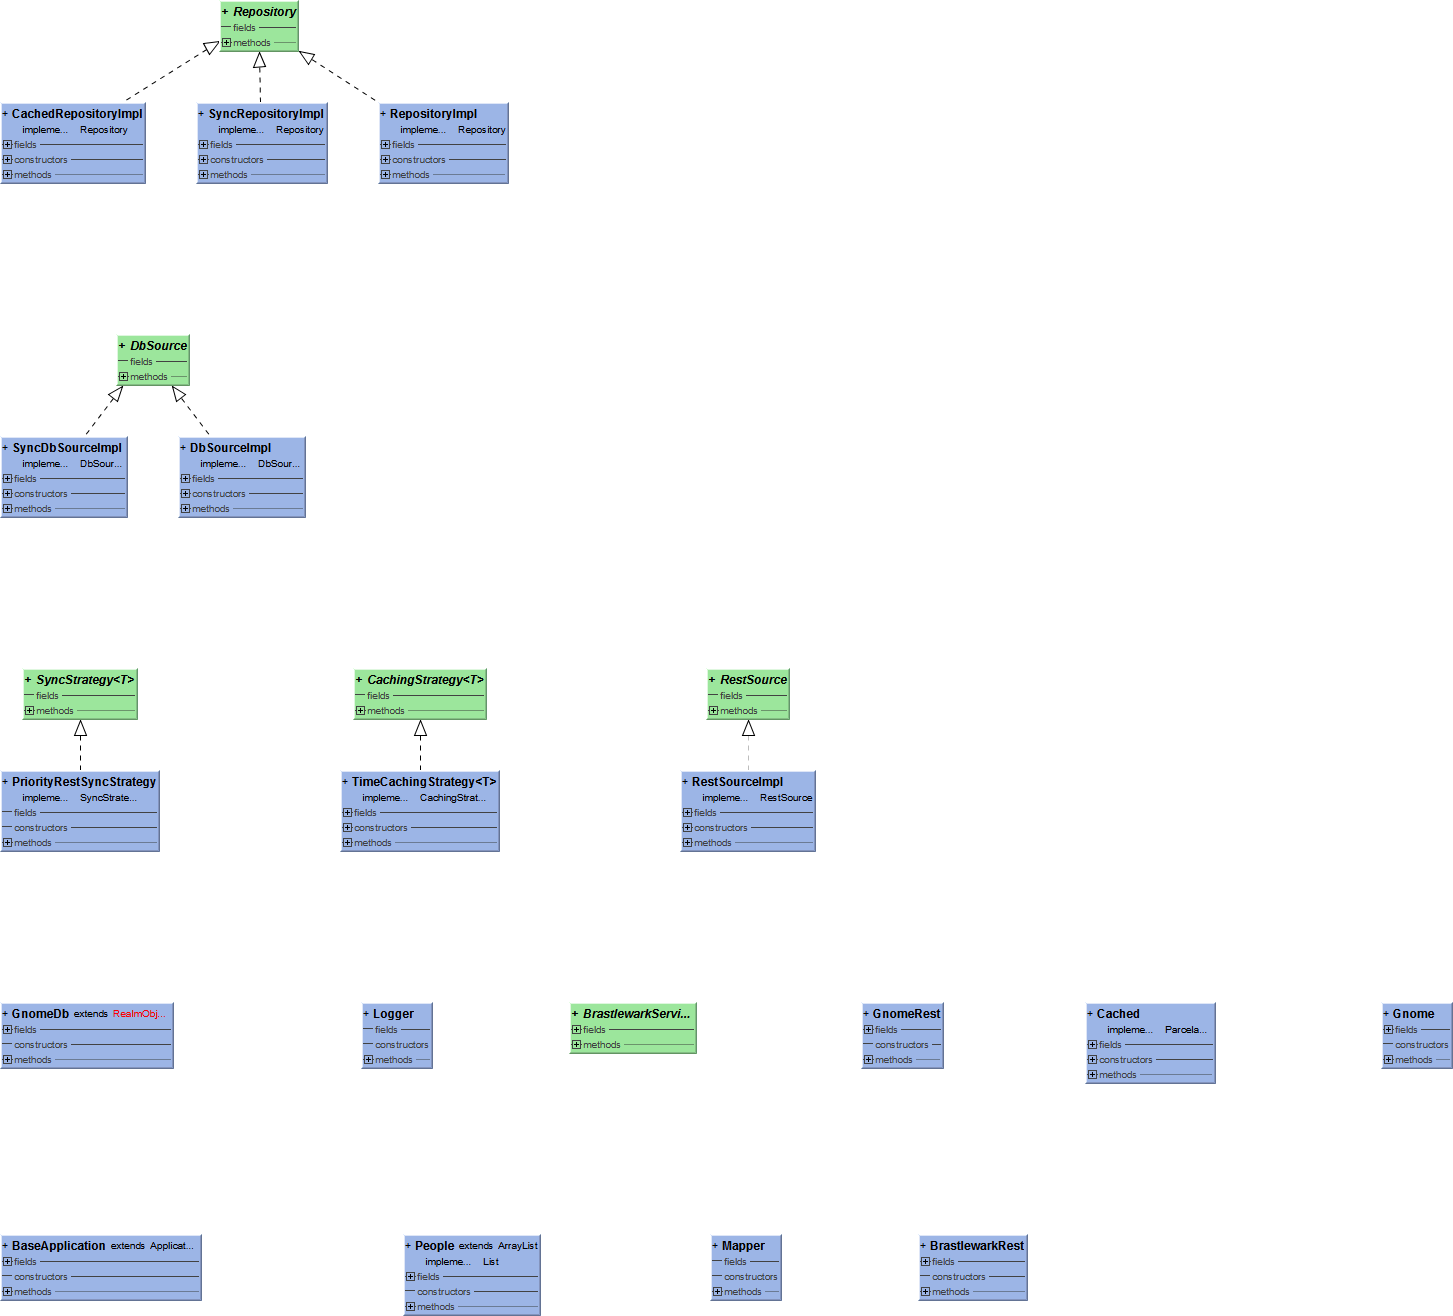 + Repository
fields
methods
+ CachedRepositoryImpl
impleme... Repository
fields
constructors
methods
+ SyncRepositoryImpl
impleme... Repository
fields
constructors
methods
+ RepositoryImpl
impleme... Repository
fields
constructors
methods
+ DbSource
fields
methods
+ SyncDbSourceImpl
impleme... DbSour...
fields
constructors
methods
+ DbSourceImpl
impleme... DbSour...
fields
constructors
methods
+ SyncStrategy<T>
fields
methods
+ CachingStrategy<T>
fields
methods
+ RestSource
fields
methods
+ PriorityRestSyncStrategy
impleme... SyncStrate...
fields
constructors
methods
+ TimeCachingStrategy<T>
impleme... CachingStrat...
fields
constructors
methods
+ RestSourceImpl
impleme... RestSource
fields
constructors
methods
+ GnomeDb extends RealmObj...
fields
constructors
methods
+ Logger
fields
constructors
methods
+ BrastlewarkServi...
fields
methods
+ GnomeRest
fields
constructors
methods
+ Cached
impleme... Parcela...
fields
constructors
methods
+ Gnome
fields
constructors
methods
+ BaseApplication extends Applicat...
fields
constructors
methods
+ People extends ArrayList
impleme... List
fields
constructors
methods
+ Mapper
fields
constructors
methods
+ BrastlewarkRest
fields
constructors
methods